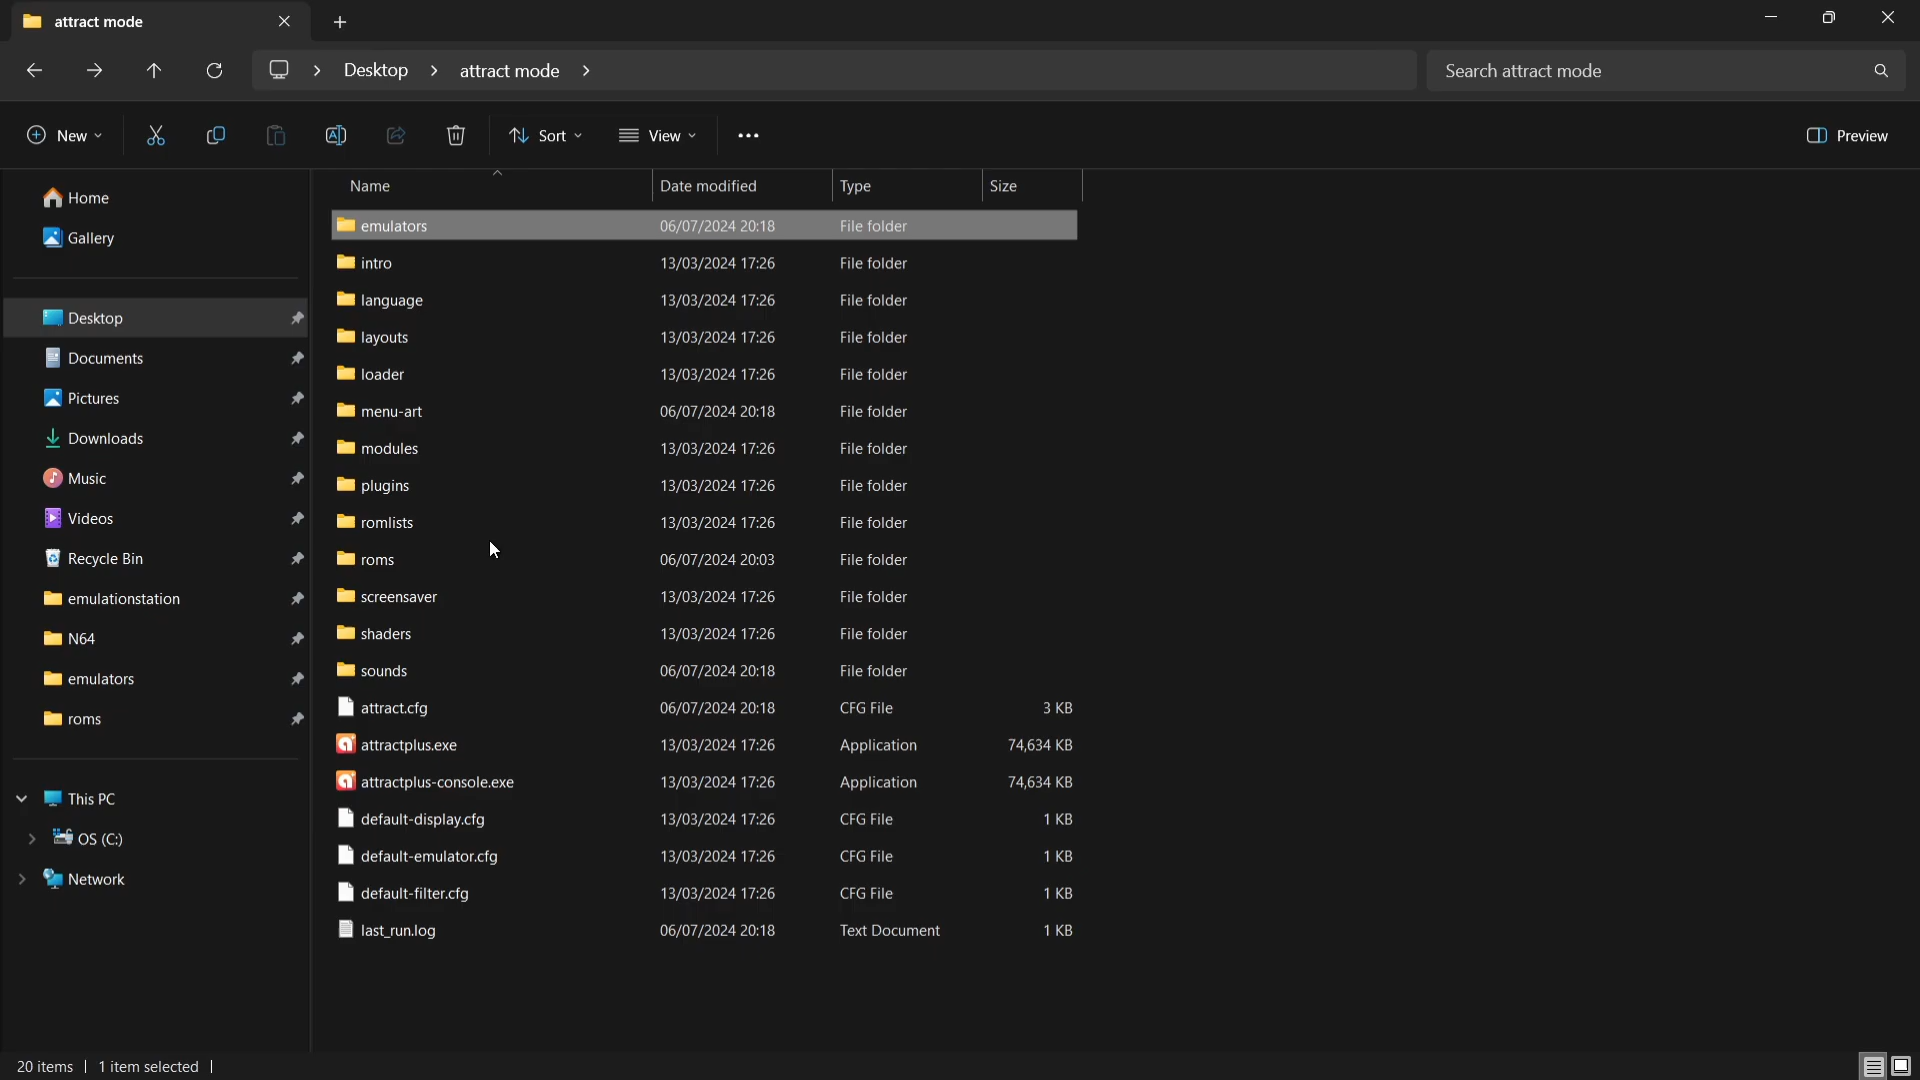 attract mode
Desktop
attract mode
Search attract mode
New
Sort
View
Preview
Home
Gallery
Desktop
Documents
Pictures
Downloads
Music
Videos
Recycle Bin
emulationstation
N64
emulators
roms
This PC
OS (C:)
Network
Name Date modified Type Size
emulators 06/07/2024 20:18 File folder
intro 13/03/2024 17:26 File folder
language 13/03/2024 17:26 File folder
layouts 13/03/2024 17:26 File folder
loader 13/03/2024 17:26 File folder
menu-art 06/07/2024 20:18 File folder
modules 13/03/2024 17:26 File folder
plugins 13/03/2024 17:26 File folder
romlists 13/03/2024 17:26 File folder
roms 06/07/2024 20:03 File folder
screensaver 13/03/2024 17:26 File folder
shaders 13/03/2024 17:26 File folder
sounds 06/07/2024 20:18 File folder
attract.cfg 06/07/2024 20:18 CFG File 3 KB
attractplus.exe 13/03/2024 17:26 Application 74,634 KB
attractplus-console.exe 13/03/2024 17:26 Application 74,634 KB
default-display.cfg 13/03/2024 17:26 CFG File 1 KB
default-emulator.cfg 13/03/2024 17:26 CFG File 1 KB
default-filter.cfg 13/03/2024 17:26 CFG File 1 KB
last_run.log 06/07/2024 20:18 Text Document 1 KB
20 items 1 item selected